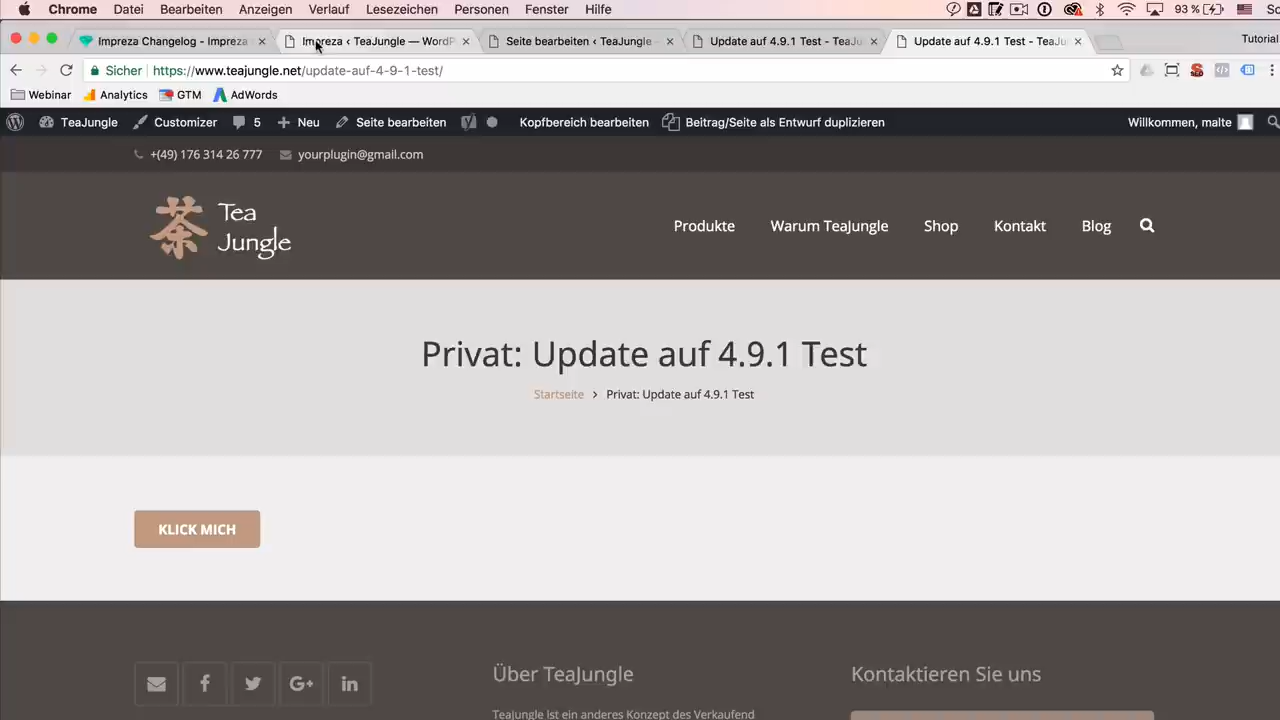 Chrome Datei Bearbeiten Anzeigen Verlauf Lesezeichen Personen Fenster Hilfe 93 %
Impreza Changelog - Impreza Impreza ‹ TeaJungle — WordP Seite bearbeiten ‹ TeaJungle Update auf 4.9.1 Test - TeaJu Update auf 4.9.1 Test - TeaJu Tutorial
Sicher https://www.teajungle.net/update-auf-4-9-1-test/
Webinar Analytics GTM AdWords
TeaJungle Customizer 5 Neu Seite bearbeiten Kopfbereich bearbeiten Beitrag/Seite als Entwurf duplizieren Willkommen, malte
+(49) 176 314 26 777 yourplugin@gmail.com
茶 Tea
Jungle
Produkte Warum TeaJungle Shop Kontakt Blog
Privat: Update auf 4.9.1 Test
Startseite > Privat: Update auf 4.9.1 Test
KLICK MICH
Über TeaJungle Kontaktieren Sie uns
TeaJungle ist ein anderes Konzept des Verkaufend